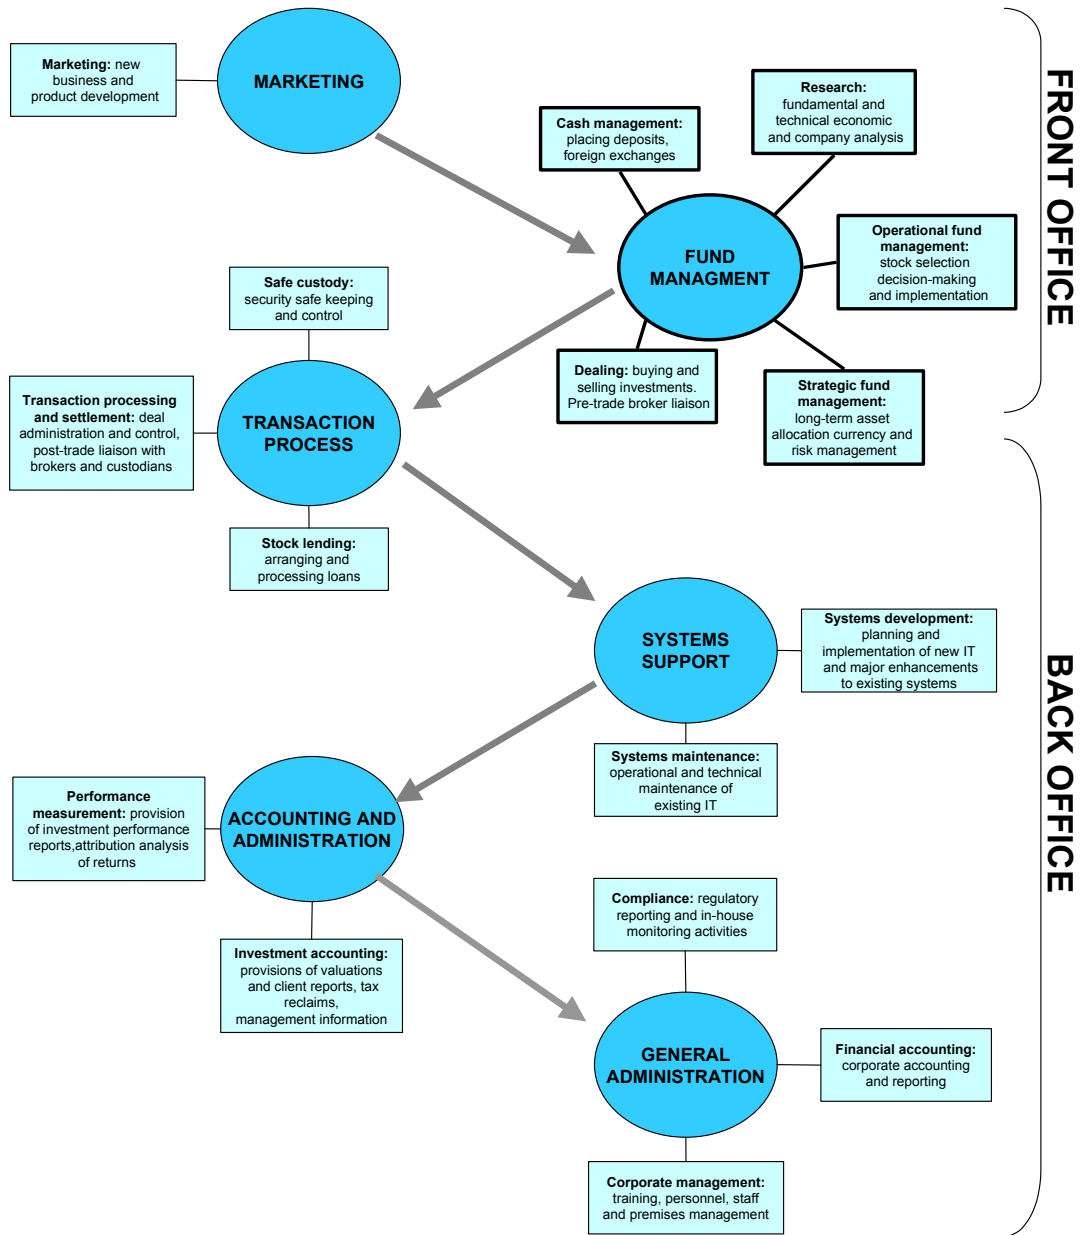 Marketing: new
business and
product development
MARKETING
FRONT OFFICE
Cash management:
placing deposits,
foreign exchanges
Research:
fundamental and
technical economic
and company analysis
FUND
MANAGMENT
Operational fund
management:
stock selection
decision-making
and implementation
Dealing: buying and
selling investments.
Pre-trade broker liaison
Strategic fund
management:
long-term asset
allocation currency and
risk management
Safe custody:
security safe keeping
and control
Transaction processing
and settlement: deal
administration and control,
post-trade liaison with
brokers and custodians
TRANSACTION
PROCESS
Stock lending:
arranging and
processing loans
BACK OFFICE
SYSTEMS
SUPPORT
Systems development:
planning and
implementation of new IT
and major enhancements
to existing systems
Systems maintenance:
operational and technical
maintenance of
existing IT
Performance
measurement: provision
of investment performance
reports,attribution analysis
of returns
ACCOUNTING AND
ADMINISTRATION
Investment accounting:
provisions of valuations
and client reports, tax
reclaims,
management information
Compliance: regulatory
reporting and in-house
monitoring activities
GENERAL
ADMINISTRATION
Financial accounting:
corporate accounting
and reporting
Corporate management:
training, personnel, staff
and premises management